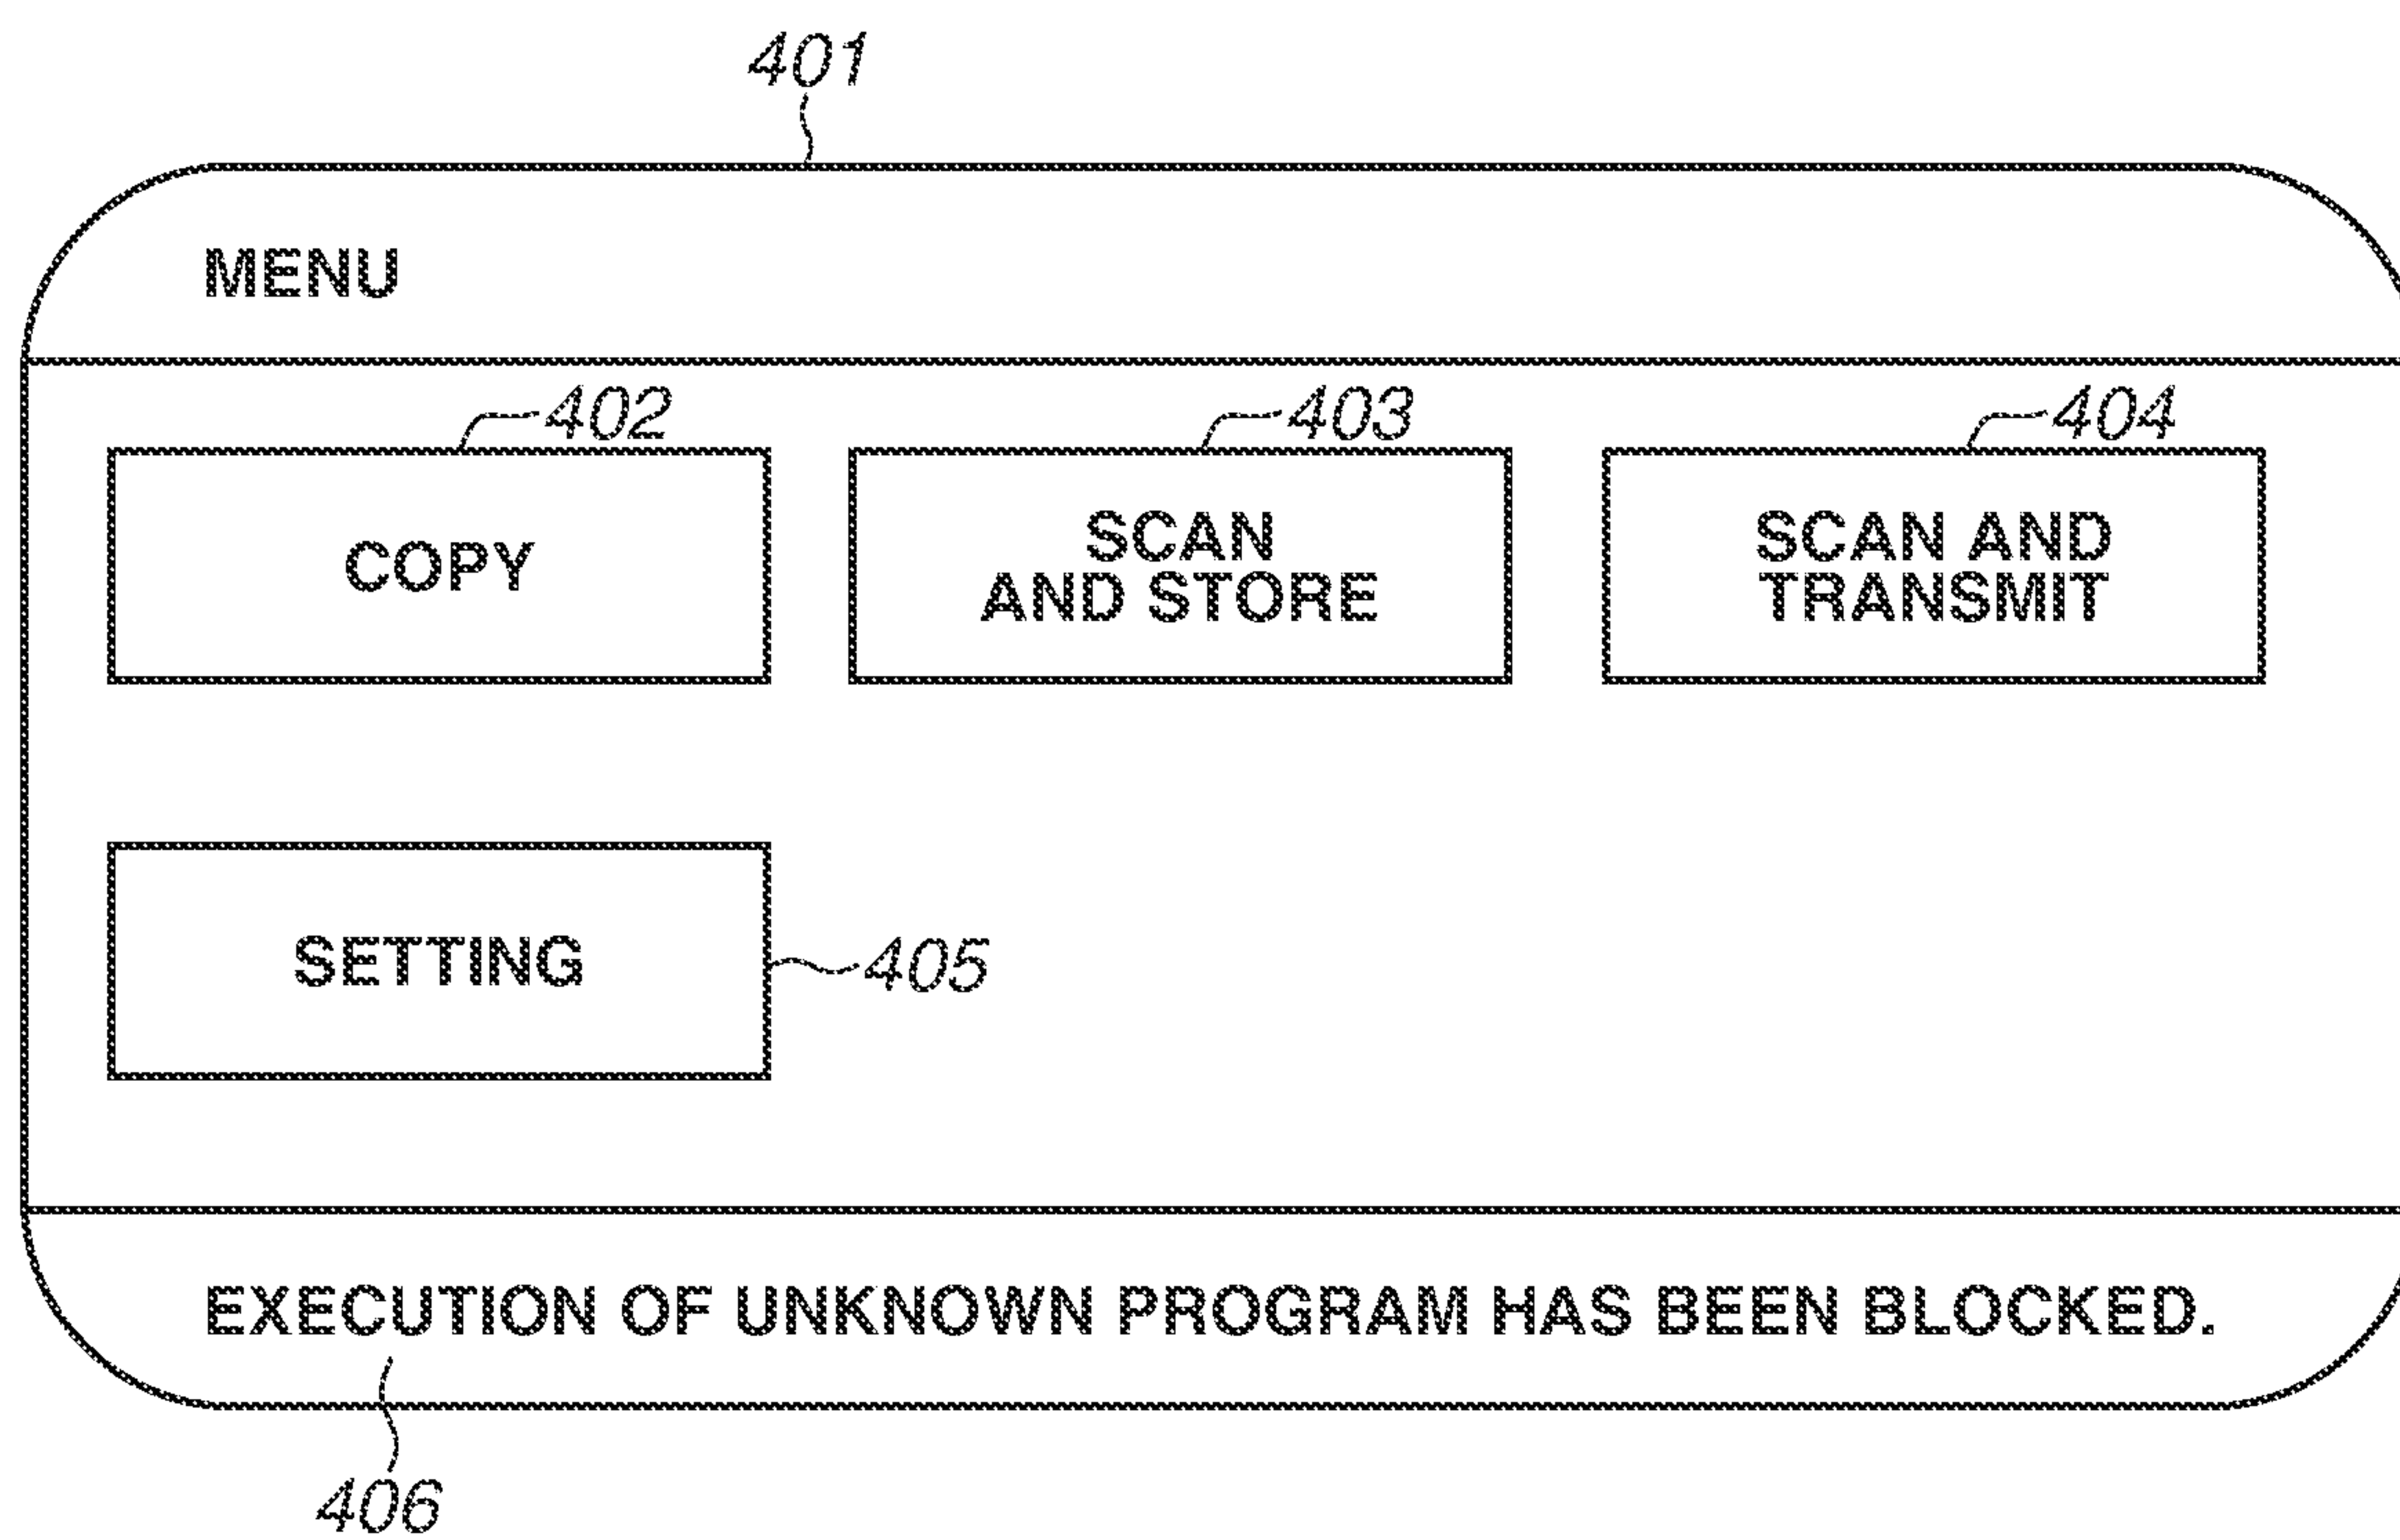 401
MENU
402
403
404
COPY
SCAN
AND STORE
SCAN AND
TRANSMIT
SETTING
405
EXECUTION OF UNKNOWN PROGRAM HAS BEEN BLOCKED.
406